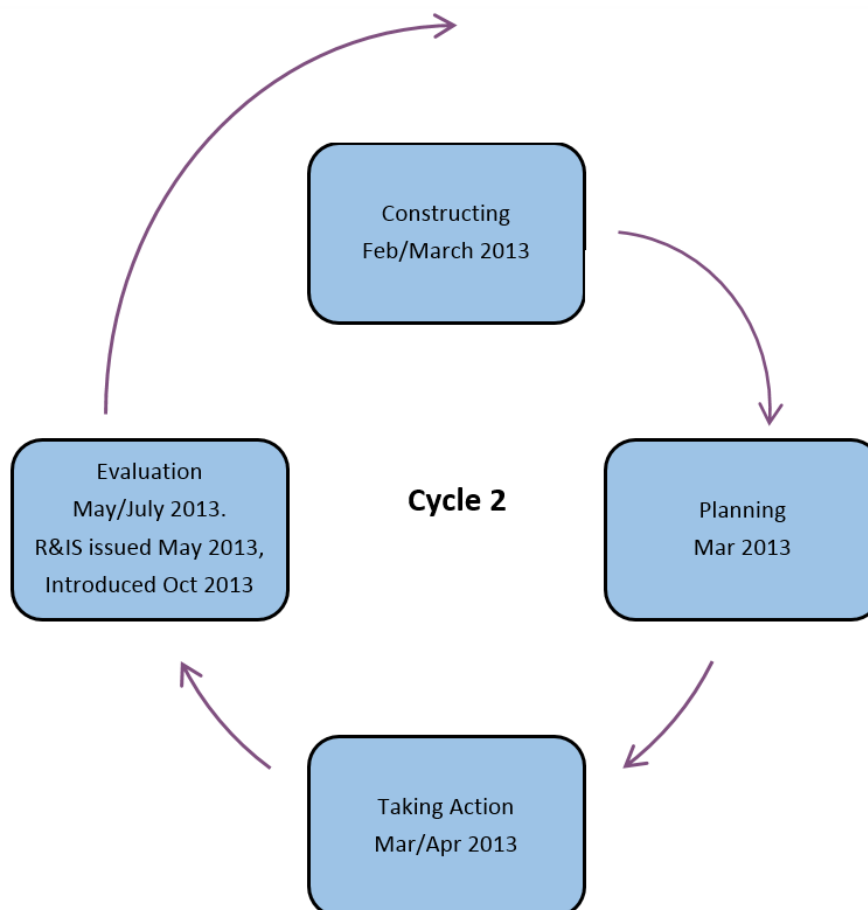 Constructing
Feb/March 2013
Evaluation
May/July 2013.
R&IS issued May 2013,
Introduced Oct 2013
Cycle 2
Planning
Mar 2013
Taking Action
Mar/Apr 2013